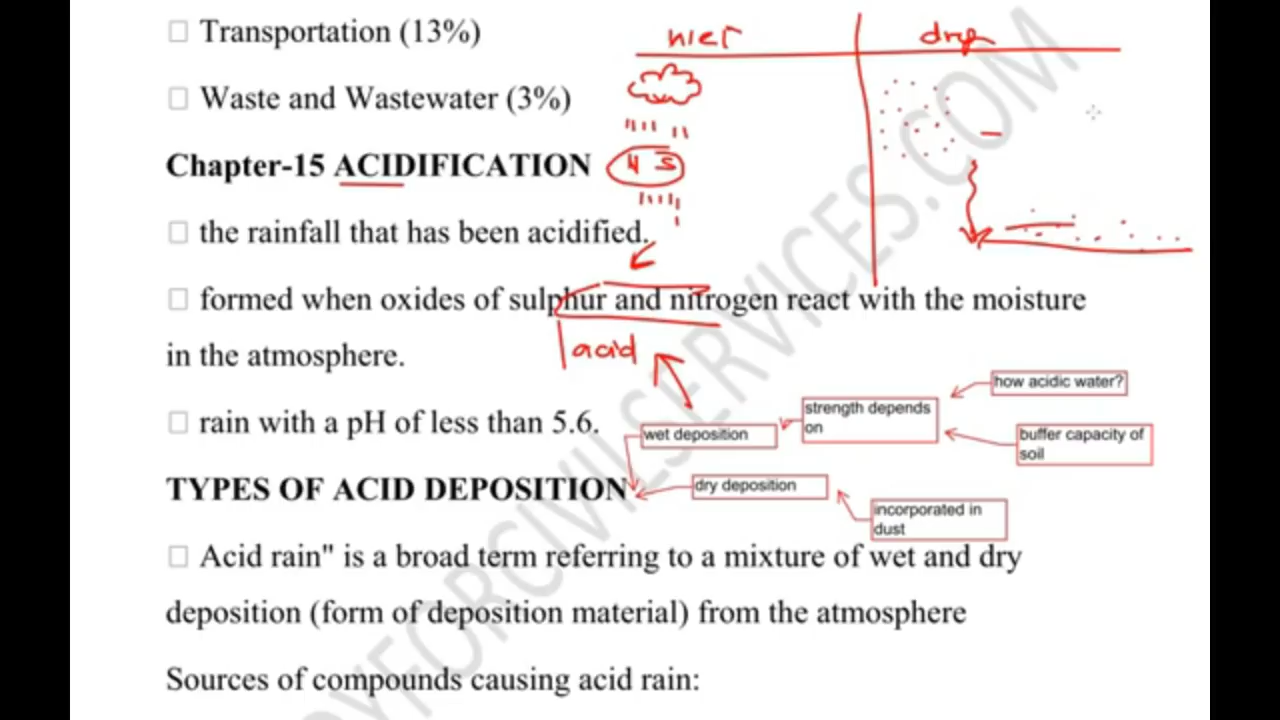 □ Transportation (13%)
□ Waste and Wastewater (3%)
Chapter-15 ACIDIFICATION
□ the rainfall that has been acidified.
□ formed when oxides of sulphur and nitrogen react with the moisture
in the atmosphere.
□ rain with a pH of less than 5.6.
TYPES OF ACID DEPOSITION
□ Acid rain" is a broad term referring to a mixture of wet and dry
deposition (form of deposition material) from the atmosphere
Sources of compounds causing acid rain:
acid
how acidic water?
strength depends
on
buffer capacity of
soil
wet deposition
dry deposition
incorporated in
dust